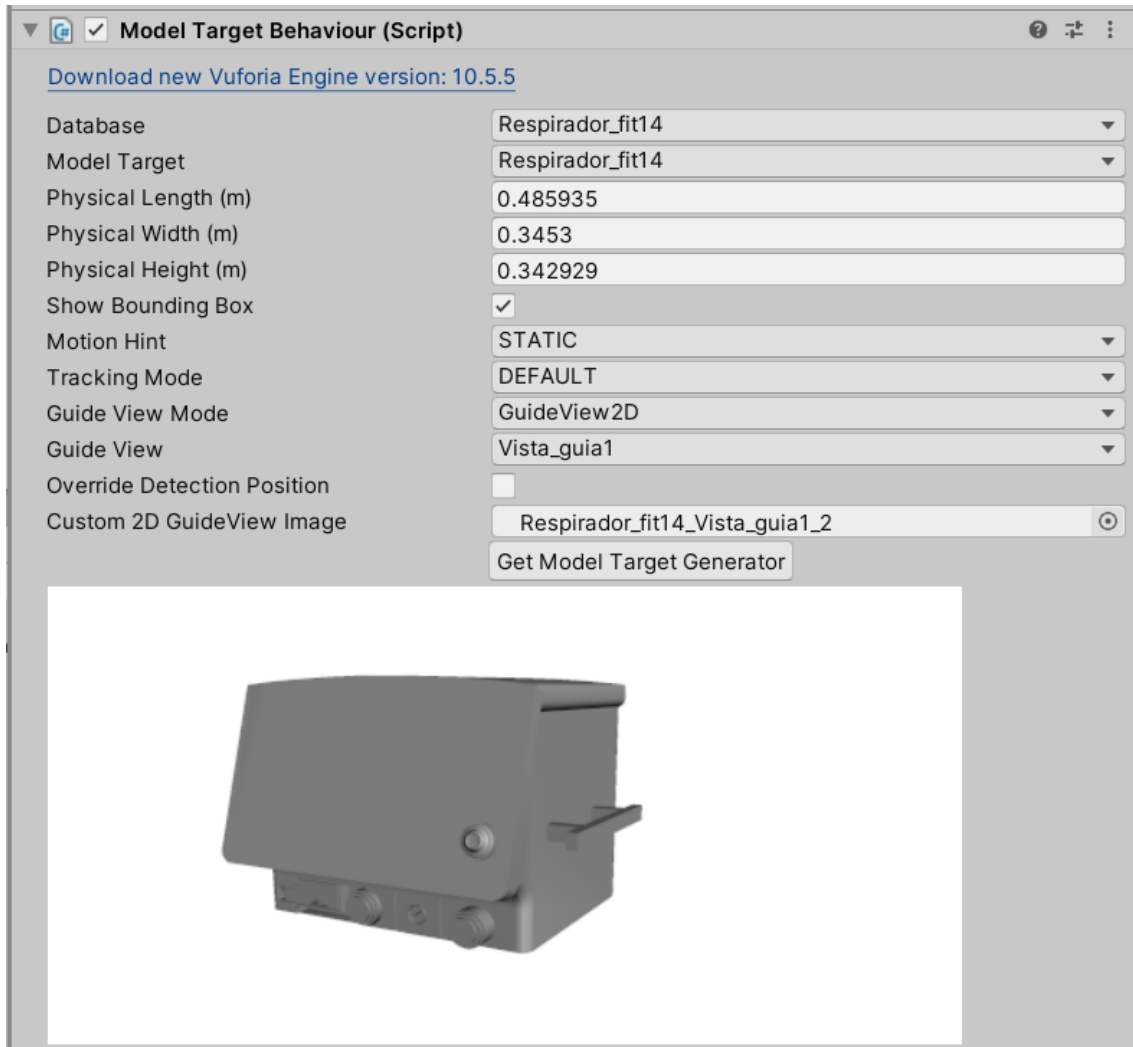 Model Target Behaviour (Script)
Download new Vuforia Engine version: 10.5.5
Database Respirador_fit14
Model Target Respirador_fit14
Physical Length (m) 0.485935
Physical Width (m) 0.3453
Physical Height (m) 0.342929
Show Bounding Box
Motion Hint STATIC
Tracking Mode DEFAULT
Guide View Mode GuideView2D
Guide View Vista_guia1
Override Detection Position
Custom 2D GuideView Image Respirador_fit14_Vista_guia1_2
Get Model Target Generator